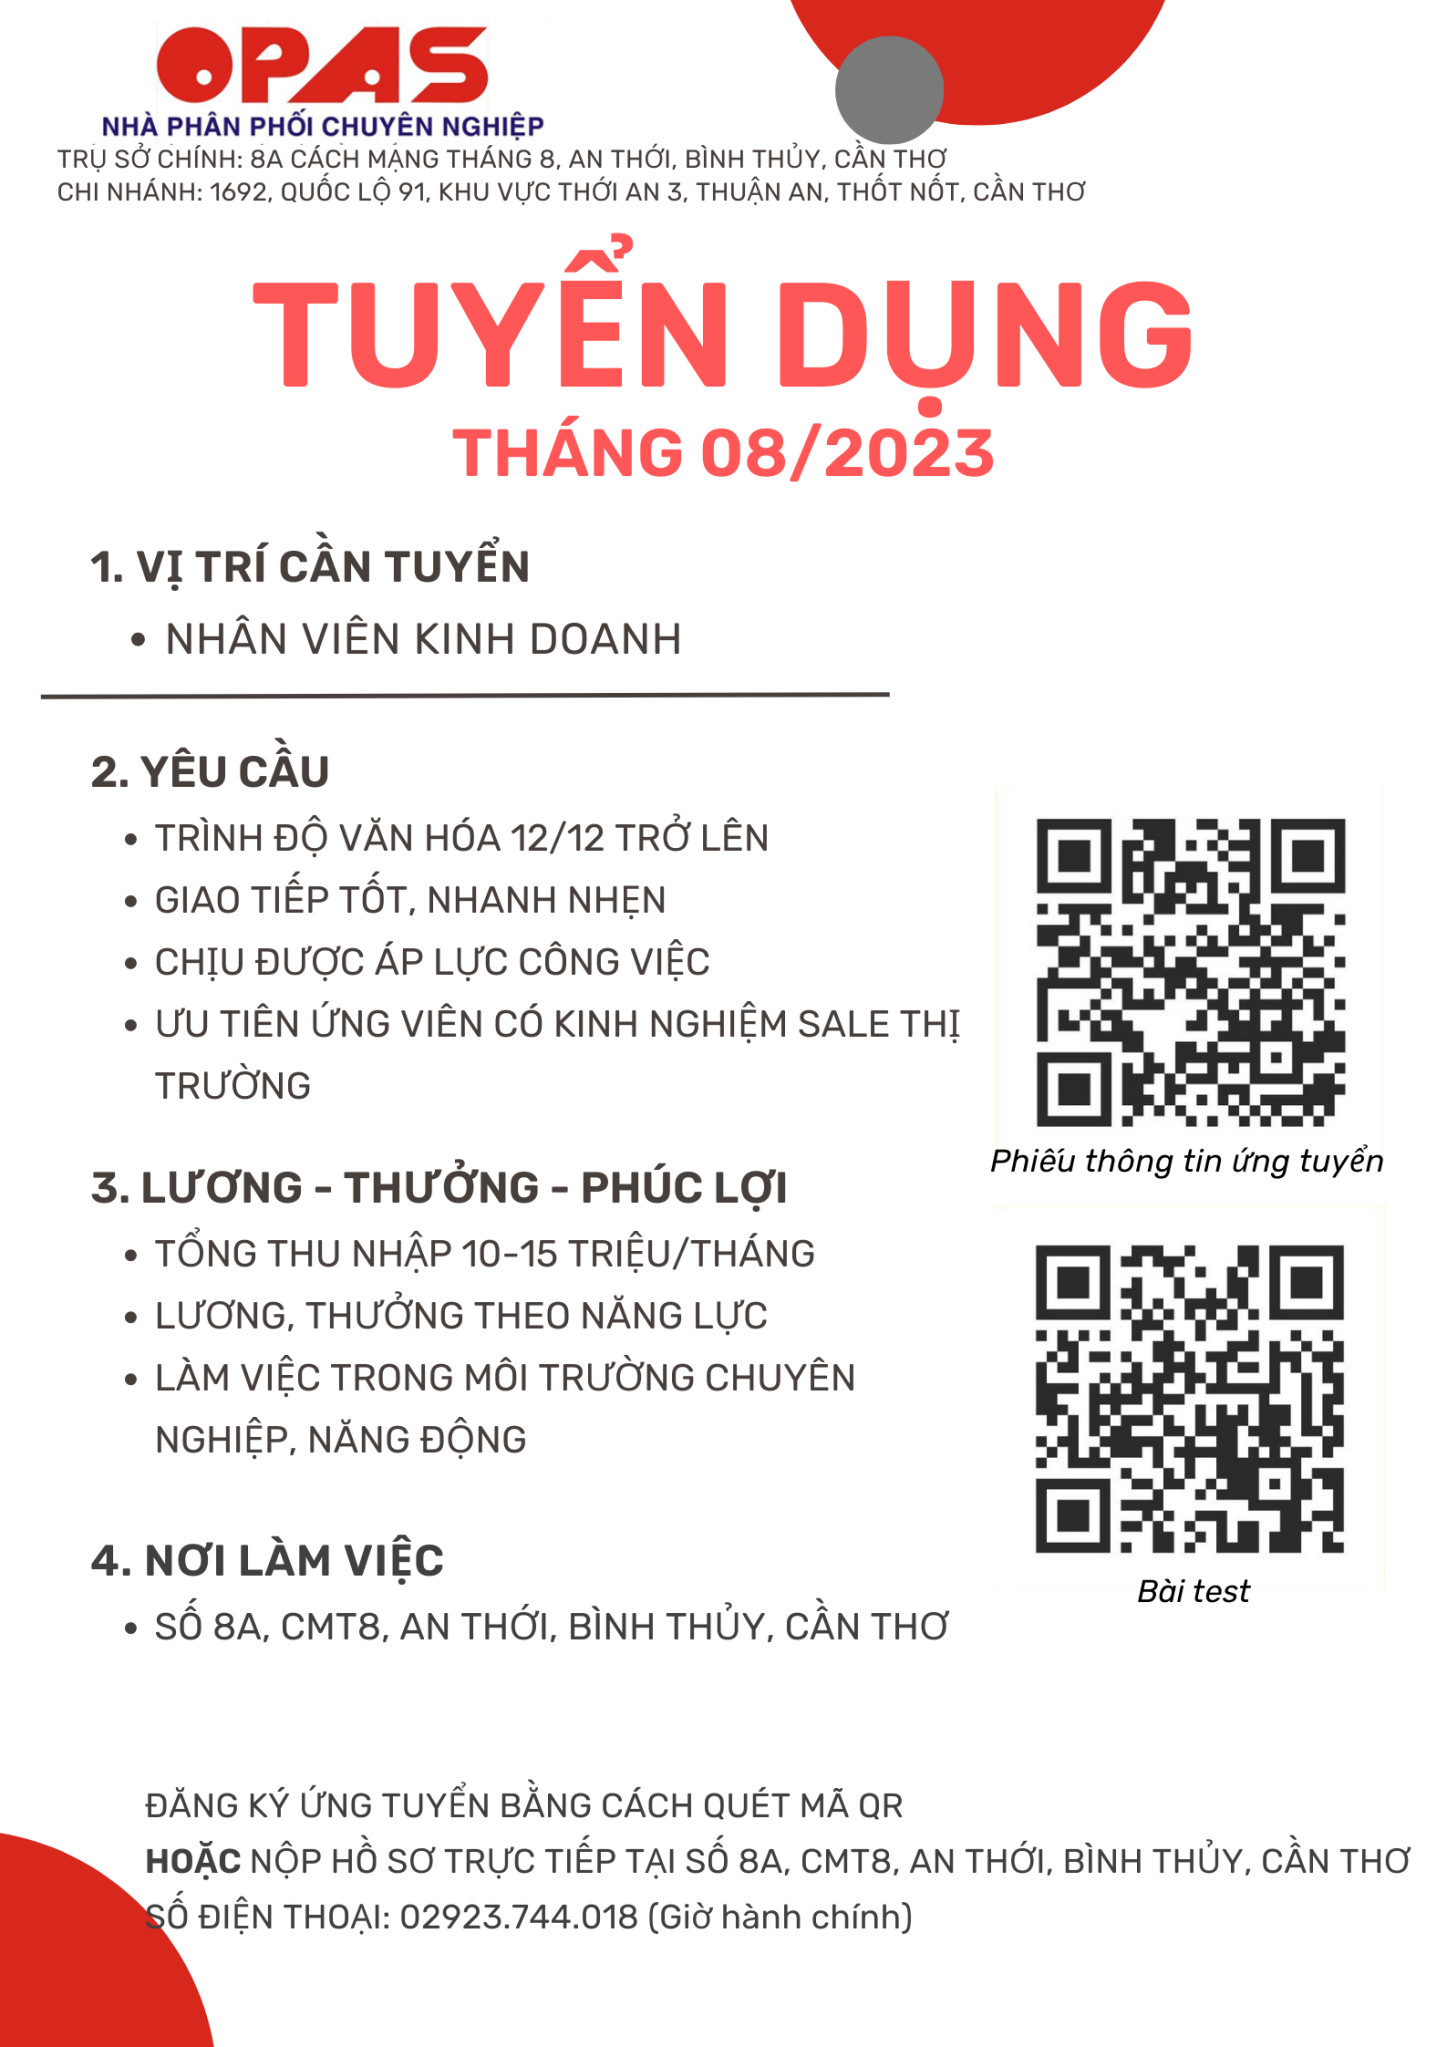 OPAS
NHÀ PHÂN PHỐI CHUYÊN NGHIỆP
TRỤ SỞ CHÍNH: 8A CÁCH MẠNG THÁNG 8, AN THỚI, BÌNH THỦY, CẦN THƠ
CHI NHÁNH: 1692, QUỐC LỘ 91, KHU VỰC THỚI AN 3, THUẬN AN, THỐT NỐT, CẦN THƠ
TUYỂN DỤNG
THÁNG 08/2023
1. VỊ TRÍ CẦN TUYỂN
• NHÂN VIÊN KINH DOANH
2. YÊU CẦU
• TRÌNH ĐỘ VĂN HÓA 12/12 TRỞ LÊN
• GIAO TIẾP TỐT, NHANH NHẸN
• CHỊU ĐƯỢC ÁP LỰC CÔNG VIỆC
• ƯU TIÊN ỨNG VIÊN CÓ KINH NGHIỆM SALE THỊ
TRƯỜNG
Phiếu thông tin ứng tuyển
3. LƯƠNG - THƯỞNG - PHÚC LỢI
• TỔNG THU NHẬP 10-15 TRIỆU/THÁNG
• LƯƠNG, THƯỞNG THEO NĂNG LỰC
• LÀM VIỆC TRONG MÔI TRƯỜNG CHUYÊN
NGHIỆP, NĂNG ĐỘNG
Bài test
4. NƠI LÀM VIỆC
• SỐ 8A, CMT8, AN THỚI, BÌNH THỦY, CẦN THƠ
ĐĂNG KÝ ỨNG TUYỂN BẰNG CÁCH QUÉT MÃ QR
HOẶC NỘP HỒ SƠ TRỰC TIẾP TẠI SỐ 8A, CMT8, AN THỚI, BÌNH THỦY, CẦN THƠ
SỐ ĐIỆN THOẠI: 02923.744.018 (Giờ hành chính)